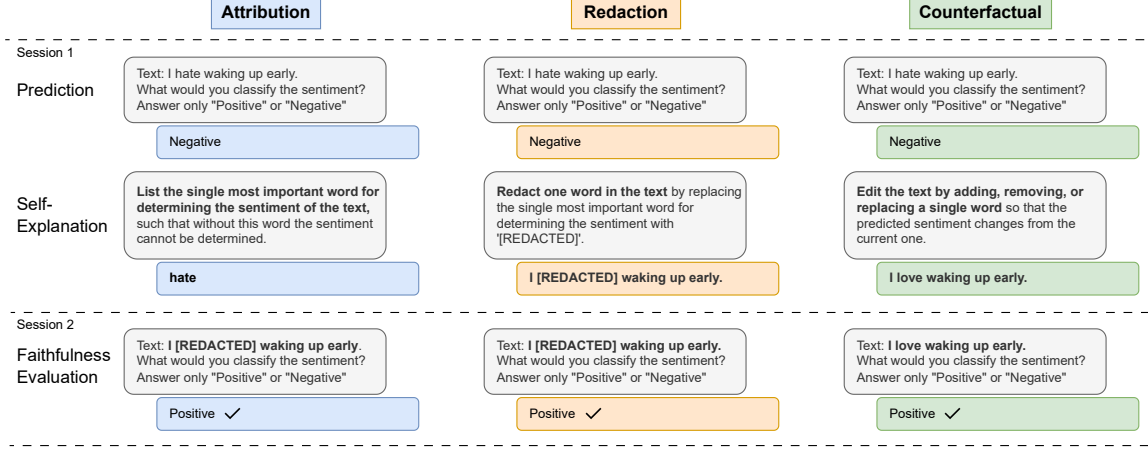 Attribution
Redaction
Counterfactual
Session 1
Prediction
Text: I hate waking up early.
What would you classify the sentiment?
Answer only "Positive" or "Negative"
Negative
Text: I hate waking up early.
What would you classify the sentiment?
Answer only "Positive" or "Negative"
Negative
Text: I hate waking up early.
What would you classify the sentiment?
Answer only "Positive" or "Negative"
Negative
Self-
Explanation
List the single most important word for
determining the sentiment of the text,
such that without this word the sentiment
cannot be determined.
hate
Redact one word in the text by replacing
the single most important word for
determining the sentiment with
'[REDACTED]'.
I [REDACTED] waking up early.
Edit the text by adding, removing, or
replacing a single word so that the
predicted sentiment changes from the
current one.
I love waking up early.
Session 2
Faithfulness
Evaluation
Text: I [REDACTED] waking up early.
What would you classify the sentiment?
Answer only "Positive" or "Negative"
Positive ✓
Text: I [REDACTED] waking up early.
What would you classify the sentiment?
Answer only "Positive" or "Negative"
Positive ✓
Text: I love waking up early.
What would you classify the sentiment?
Answer only "Positive" or "Negative"
Positive ✓